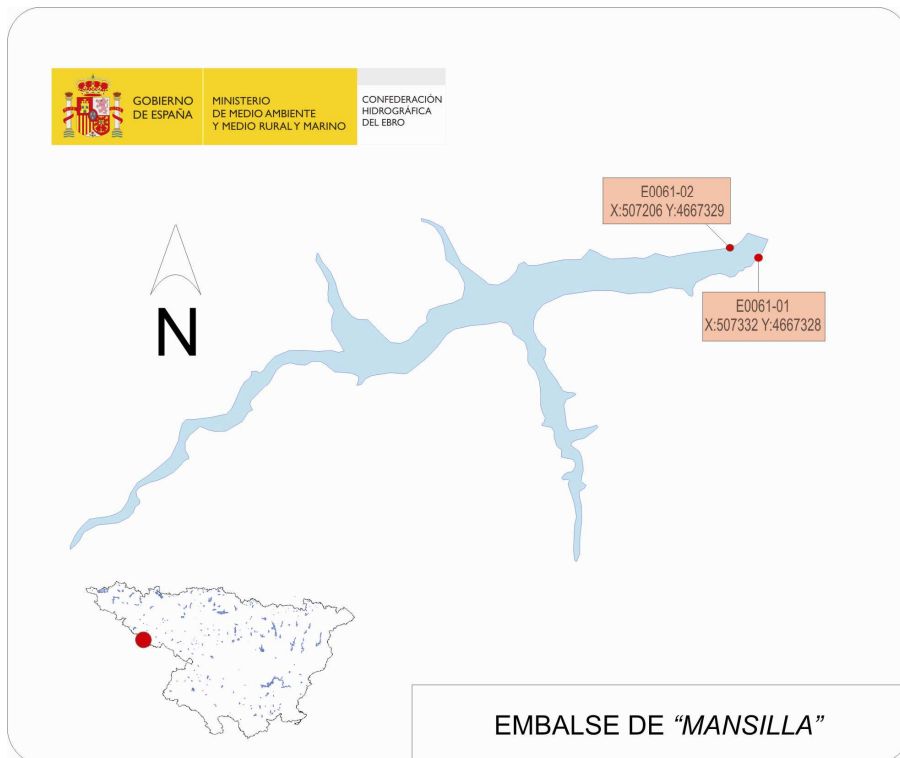 GOBIERNO
DE ESPAÑA
MINISTERIO
DE MEDIO AMBIENTE
Y MEDIO RURAL Y MARINO
CONFEDERACIÓN
HIDROGRÁFICA
DEL EBRO
E0061-02
X:507206 Y:4667329
E0061-01
X:507332 Y:4667328
N
EMBALSE DE "MANSILLA"